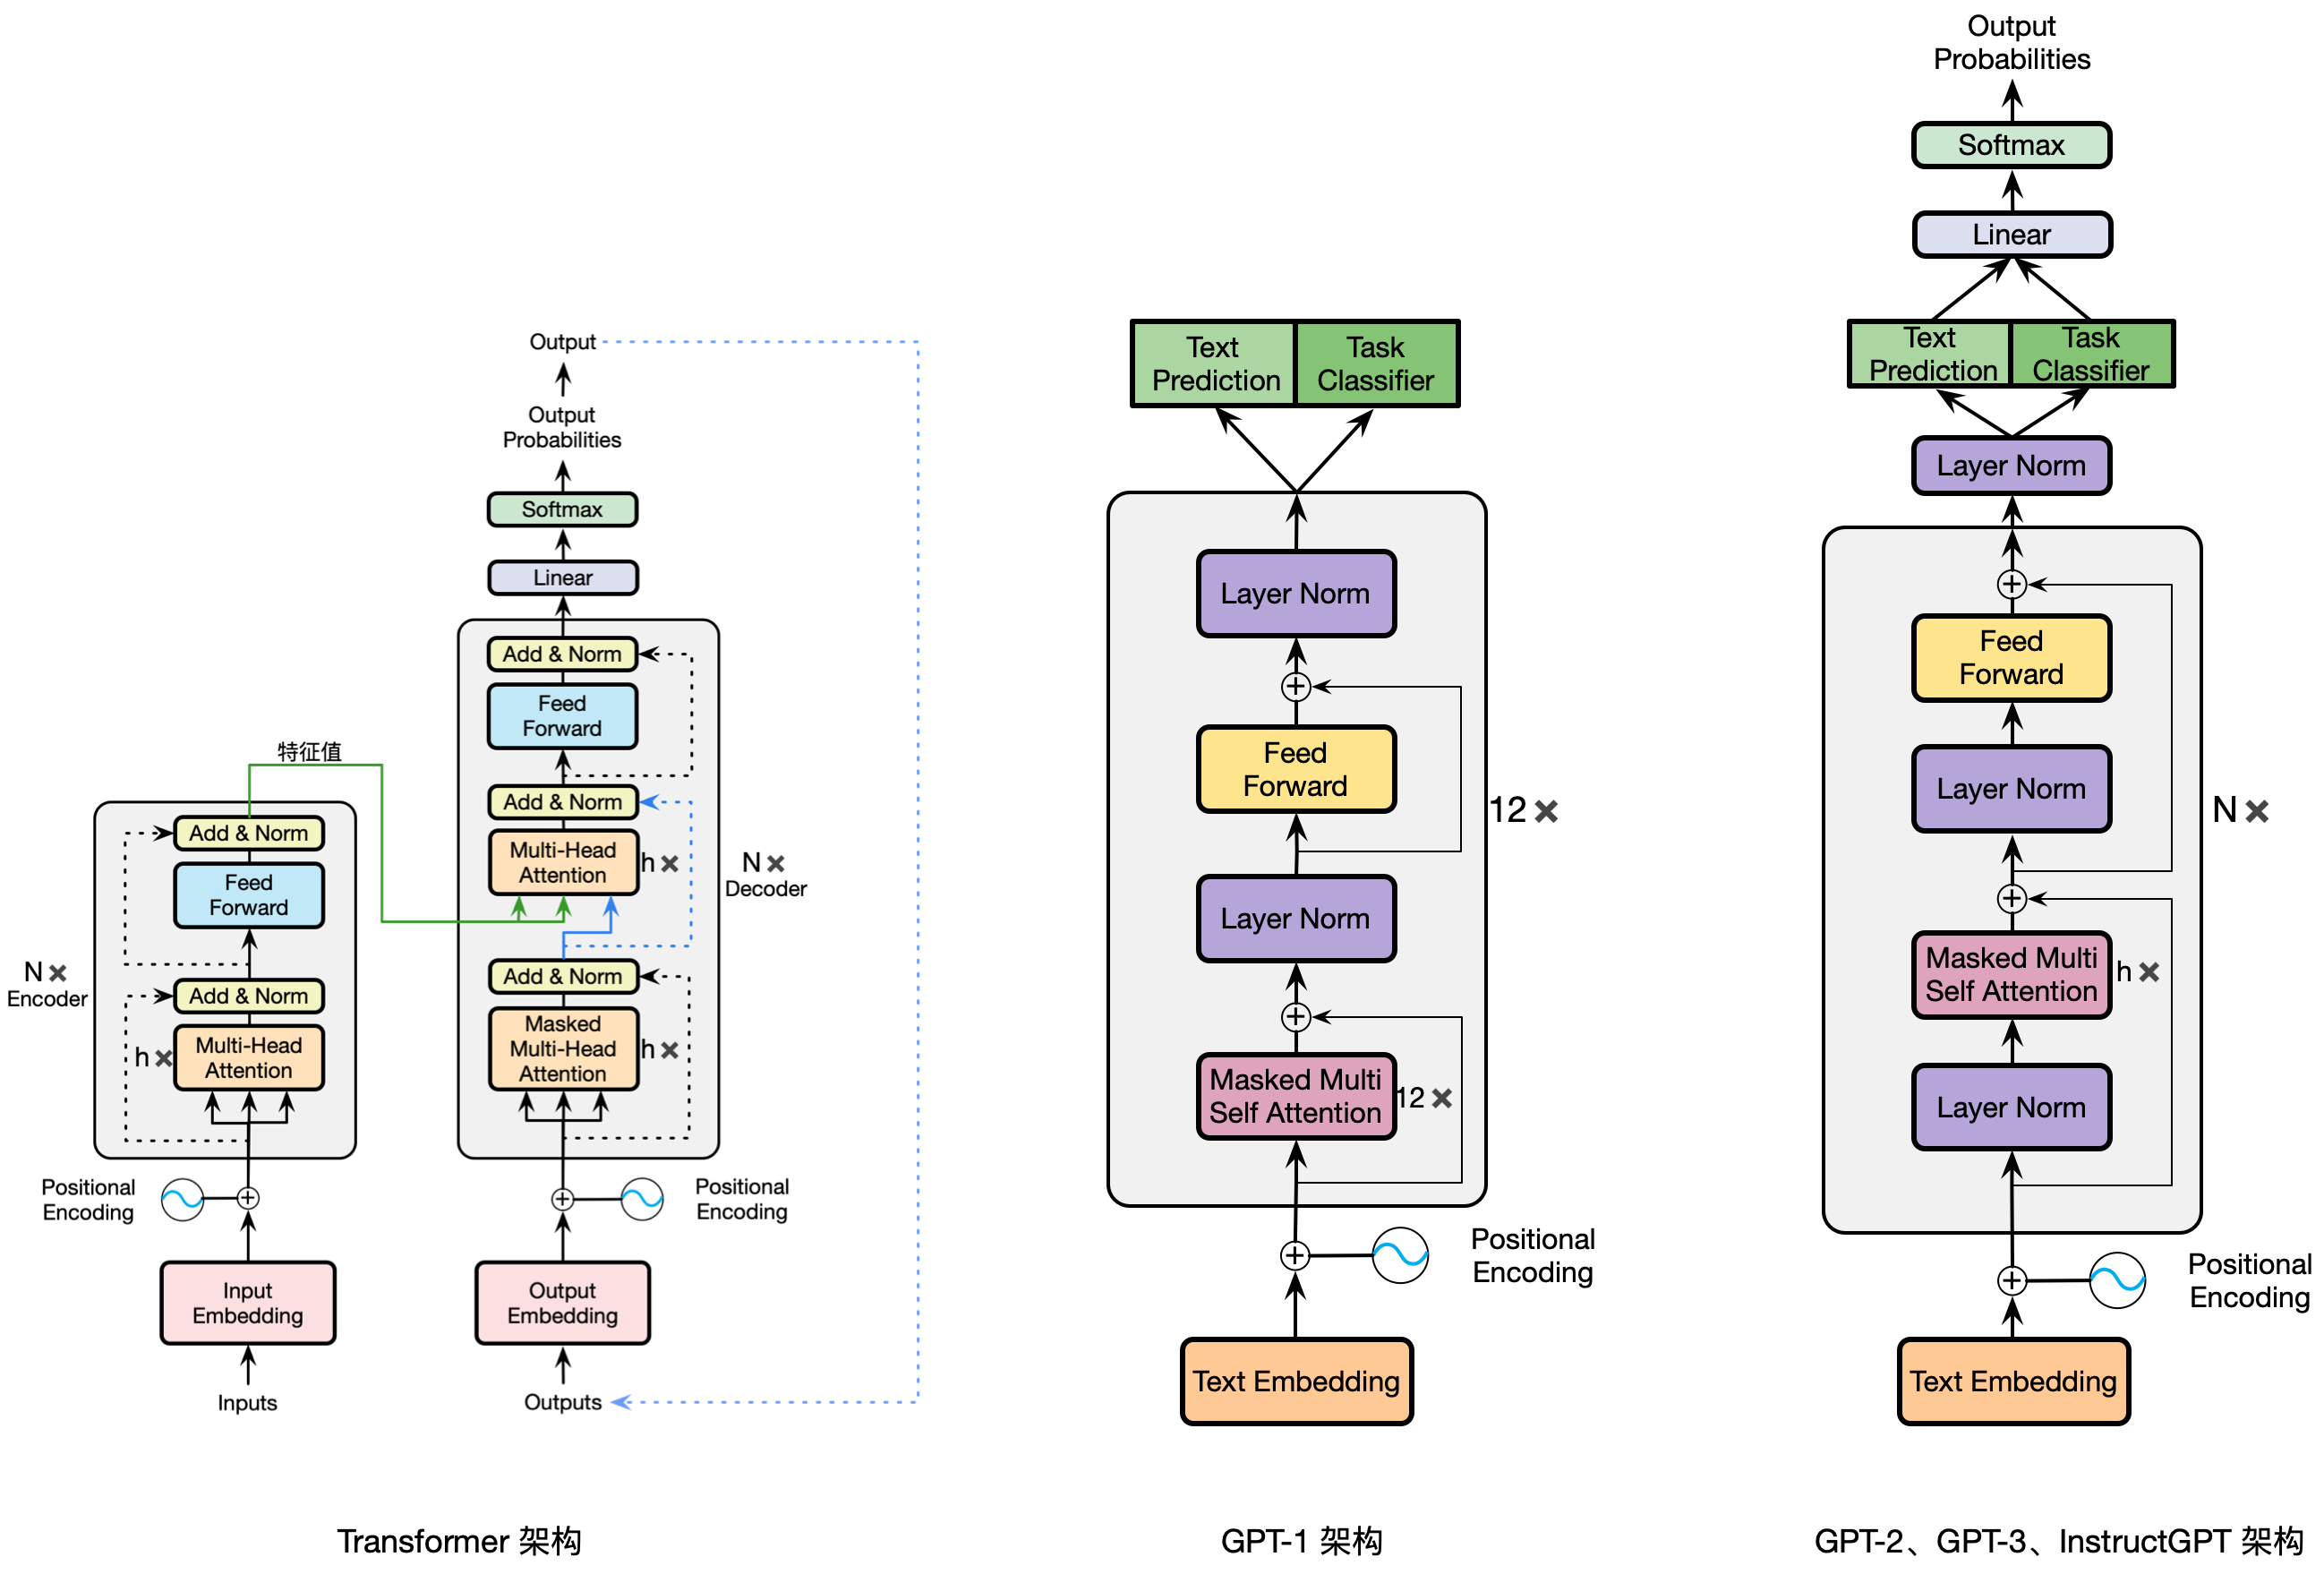 Output
Output
Probabilities
Softmax
Linear
Add & Norm
Feed
Forward
Add & Norm
Multi-Head
Attention
h ×
N ×
Decoder
Add & Norm
Masked
Multi-Head
Attention
h ×
特征值
Add & Norm
Feed
Forward
N ×
Encoder
Add & Norm
Multi-Head
Attention
h ×
Positional
Encoding
Positional
Encoding
Input
Embedding
Output
Embedding
Inputs
Outputs
Transformer 架构
Text
Prediction
Task
Classifier
Layer Norm
Feed
Forward
12 ×
Layer Norm
Masked Multi
Self Attention
12 ×
Positional
Encoding
Text Embedding
GPT-1 架构
Output
Probabilities
Softmax
Linear
Text
Prediction
Task
Classifier
Layer Norm
Feed
Forward
Layer Norm
N ×
Masked Multi
Self Attention
h ×
Layer Norm
Positional
Encoding
Text Embedding
GPT-2、GPT-3、InstructGPT 架构